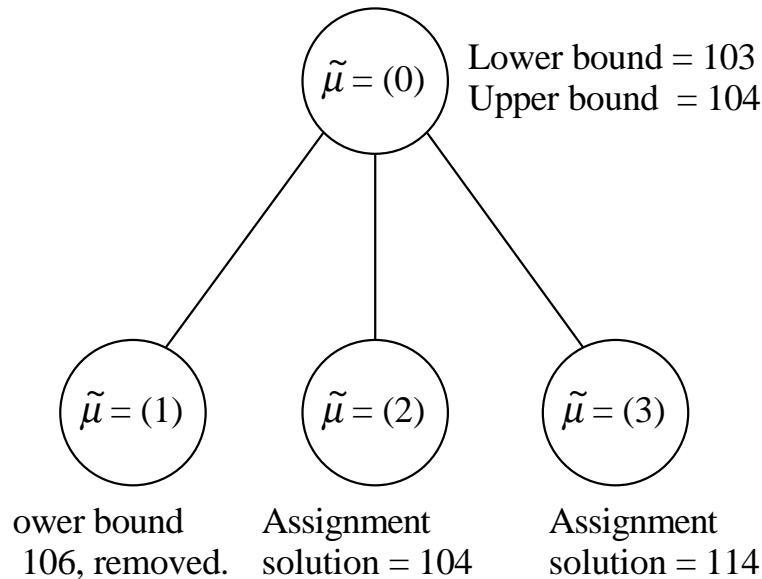 μ̃ = (0)
Lower bound = 103
Upper bound = 104
μ̃ = (1)
μ̃ = (2)
μ̃ = (3)
ower bound
106, removed.
Assignment
solution = 104
Assignment
solution = 114